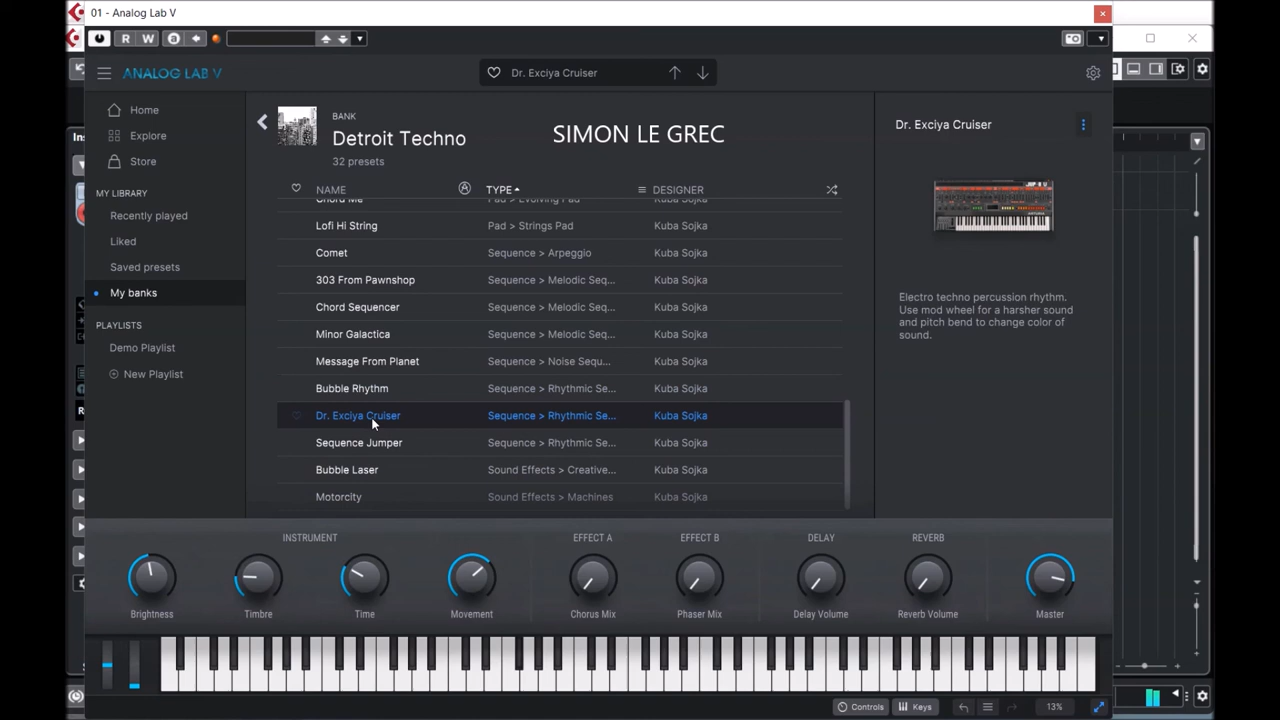 01 - Analog Lab V
R W a
ANALOG LAB V
Dr. Exciya Cruiser
Home
Explore
Store
MY LIBRARY
Recently played
Liked
Saved presets
My banks
PLAYLISTS
Demo Playlist
New Playlist
BANK
Detroit Techno
32 presets
SIMON LE GREC
NAME TYPE DESIGNER
Chord Me Pad > Evolving Pad Kuba Sojka
Lofi Hi String Pad > Strings Pad Kuba Sojka
Comet Sequence > Arpeggio Kuba Sojka
303 From Pawnshop Sequence > Melodic Seq... Kuba Sojka
Chord Sequencer Sequence > Melodic Seq... Kuba Sojka
Minor Galactica Sequence > Melodic Seq... Kuba Sojka
Message From Planet Sequence > Noise Sequ... Kuba Sojka
Bubble Rhythm Sequence > Rhythmic Se... Kuba Sojka
Dr. Exciya Cruiser Sequence > Rhythmic Se... Kuba Sojka
Sequence Jumper Sequence > Rhythmic Se... Kuba Sojka
Bubble Laser Sound Effects > Creative... Kuba Sojka
Motorcity Sound Effects > Machines Kuba Sojka
Dr. Exciya Cruiser
Electro techno percussion rhythm.
Use mod wheel for a harsher sound
and pitch bend to change color of
sound.
INSTRUMENT EFFECT A EFFECT B DELAY REVERB
Brightness Timbre Time Movement Chorus Mix Phaser Mix Delay Volume Reverb Volume Master
Controls Keys 13%